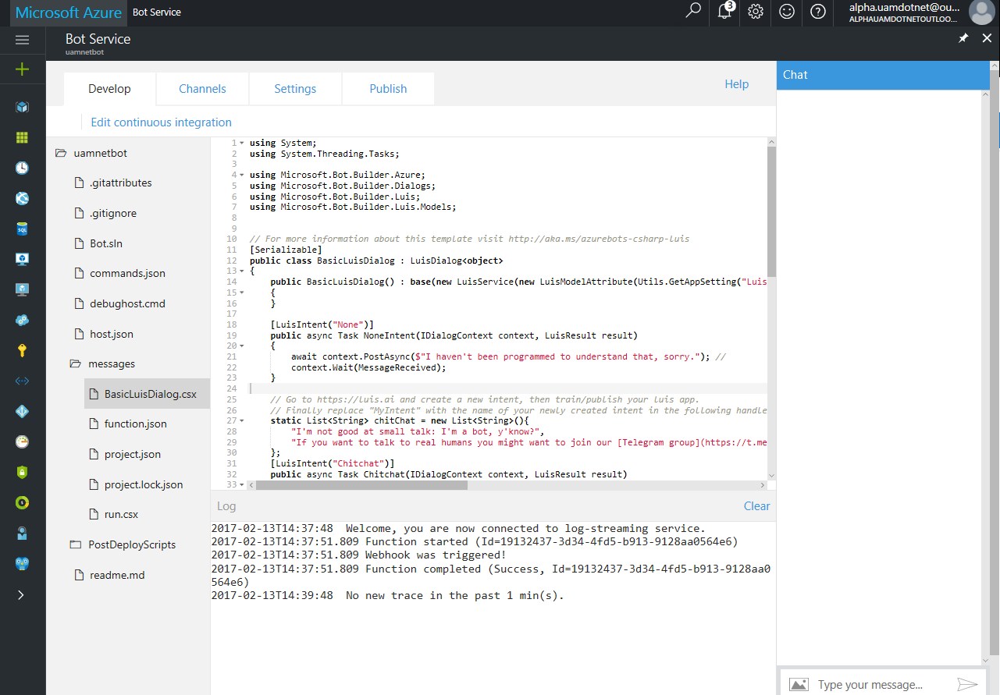 Microsoft Azure Bot Service
3
alpha.uamdotnet@ou...
ALPHAUAMDOTNETOUTLOO...
Bot Service
uamnetbot
Develop Channels Settings Publish Help
Edit continuous integration
uamnetbot
.gitattributes
.gitignore
Bot.sln
commands.json
debughost.cmd
host.json
messages
BasicLuisDialog.csx
function.json
project.json
project.lock.json
run.csx
PostDeployScripts
readme.md
SQL
1 using System;
2 using System.Threading.Tasks;
3
4 using Microsoft.Bot.Builder.Azure;
5 using Microsoft.Bot.Builder.Dialogs;
6 using Microsoft.Bot.Builder.Luis;
7 using Microsoft.Bot.Builder.Luis.Models;
8
9
10 // For more information about this template visit http://aka.ms/azurebots-csharp-luis
11 [Serializable]
12 public class BasicLuisDialog : LuisDialog<object>
13 {
14 public BasicLuisDialog() : base(new LuisService(new LuisModelAttribute(Utils.GetAppSetting("Luis
15 {
16 }
17
18 [LuisIntent("None")]
19 public async Task NoneIntent(IDialogContext context, LuisResult result)
20 {
21 await context.PostAsync($"I haven't been programmed to understand that, sorry."); //
22 context.Wait(MessageReceived);
23 }
24
25 // Go to https://luis.ai and create a new intent, then train/publish your luis app.
26 // Finally replace "MyIntent" with the name of your newly created intent in the following handle
27 static List<String> chitChat = new List<String>(){
28 "I'm not good at small talk: I'm a bot, y'know?",
29 "If you want to talk to real humans you might want to join our [Telegram group](https://t.me
30 };
31 [LuisIntent("Chitchat")]
32 public async Task Chitchat(IDialogContext context, LuisResult result)
33
Log Clear
2017-02-13T14:37:48 Welcome, you are now connected to log-streaming service.
2017-02-13T14:37:51.809 Function started (Id=19132437-3d34-4fd5-b913-9128aa0564e6)
2017-02-13T14:37:51.809 Webhook was triggered!
2017-02-13T14:37:51.809 Function completed (Success, Id=19132437-3d34-4fd5-b913-9128aa0
564e6)
2017-02-13T14:39:48 No new trace in the past 1 min(s).
Chat
Type your message...